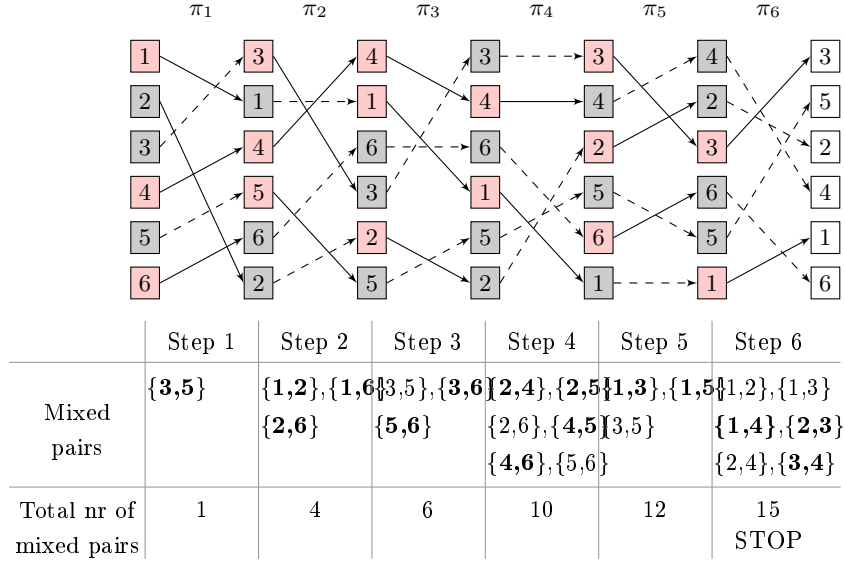 π1 π2 π3 π4 π5 π6
1 3 4 3 3 4 3
2 1 1 4 4 2 5
3 4 6 6 2 3 2
4 5 3 1 5 6 4
5 6 2 5 6 5 1
6 2 5 2 1 1 6
Step 1 Step 2 Step 3 Step 4 Step 5 Step 6
{3,5} {1,2},{1,6} {3,5},{3,6} {2,4},{2,5} {1,3},{1,5} {1,2},{1,3}
Mixed
{2,6} {5,6} {2,6},{4,5} {3,5} {1,4},{2,3}
pairs
{4,6},{5,6} {2,4},{3,4}
Total nr of 1 4 6 10 12 15
mixed pairs STOP